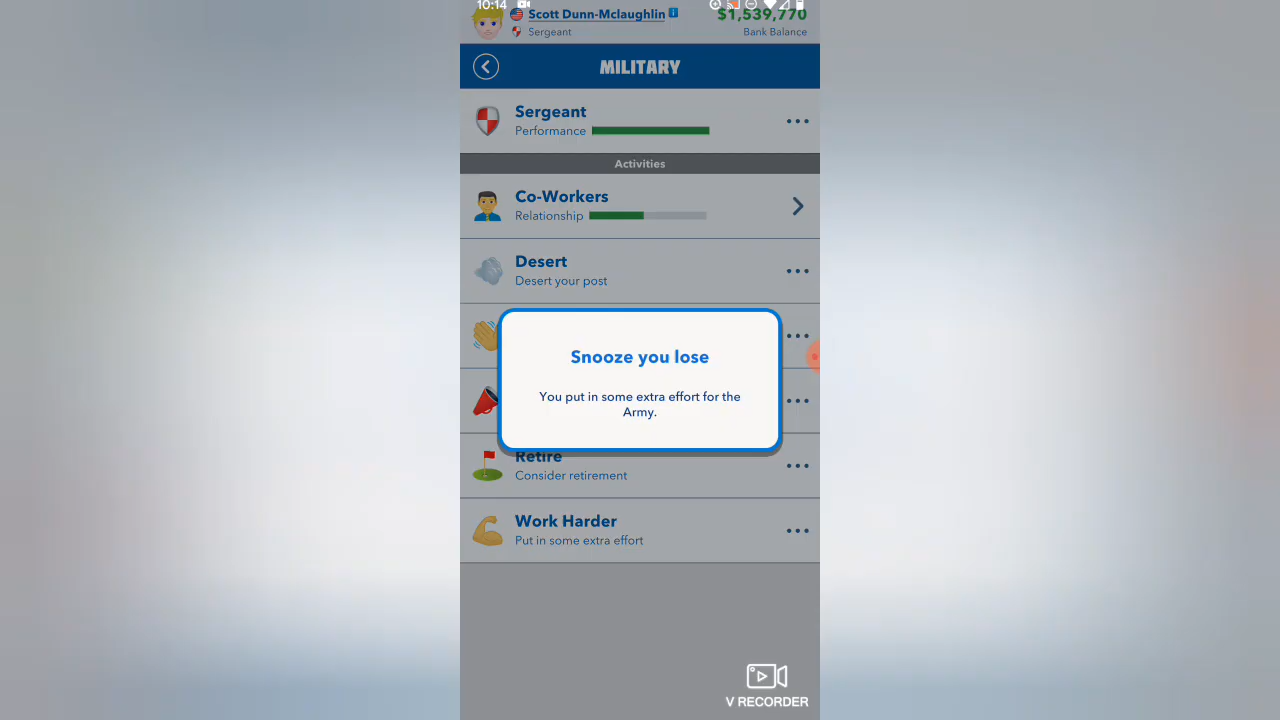 10:14
Scott Dunn-Mclaughlin
$1,539,770
Sergeant
Bank Balance
MILITARY
Sergeant
Performance
Activities
Co-Workers
Relationship
Desert
Desert your post
Snooze you lose
You put in some extra effort for the
Army.
Retire
Consider retirement
Work Harder
Put in some extra effort
V RECORDER